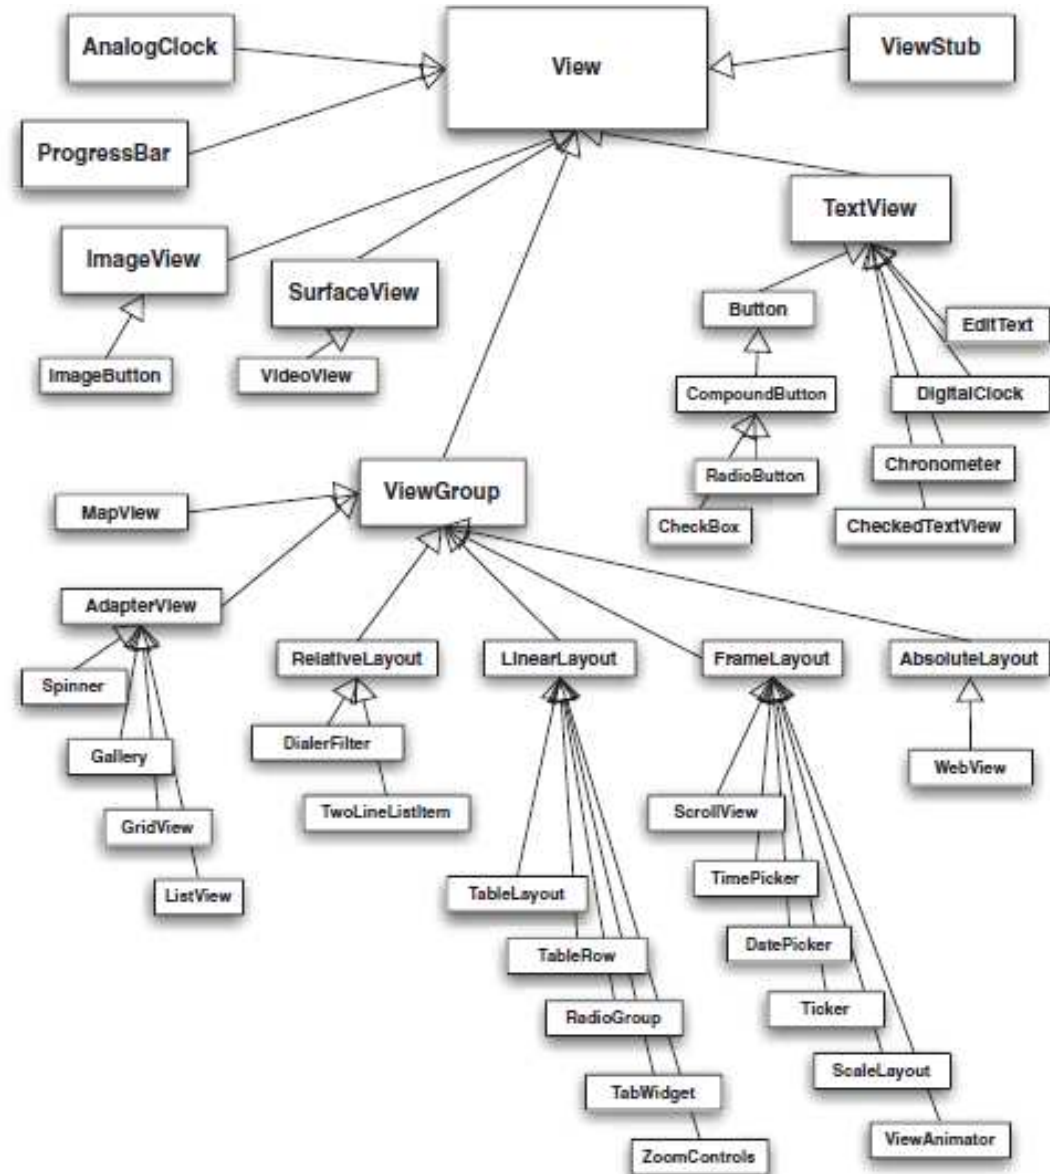 AnalogClock
View
ViewStub
ProgressBar
TextView
ImageView
SurfaceView
Button
EditText
ImageButton
VideoView
CompoundButton
DigitalClock
Chronometer
RadioButton
ViewGroup
MapView
CheckBox
CheckedTextView
AdapterView
RelativeLayout
LinearLayout
FrameLayout
AbsoluteLayout
Spinner
DialerFilter
Gallery
WebView
TwoLineListItem
ScrollView
GridView
TimePicker
ListView
TableLayout
DatePicker
TableRow
Ticker
RadioGroup
ScaleLayout
TabWidget
ViewAnimator
ZoomControls